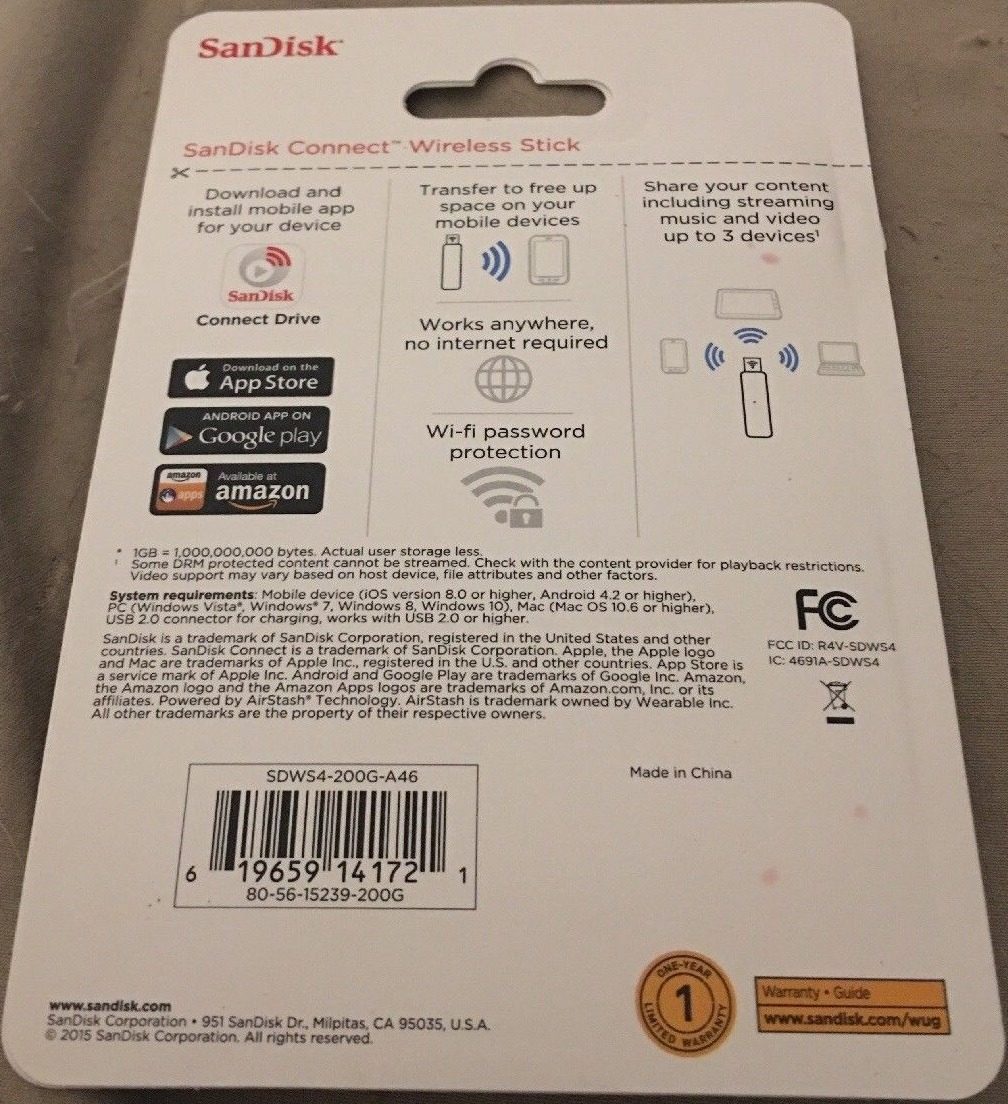 SanDisk
SanDisk Connect™ Wireless Stick
Download and
install mobile app
for your device
SanDisk
Connect Drive
Download on the
App Store
ANDROID APP ON
Google play
amazon
apps
Available at
amazon
Transfer to free up
space on your
mobile devices
Works anywhere,
no internet required
Wi-fi password
protection
Share your content
including streaming
music and video
up to 3 devices¹
* 1GB = 1,000,000,000 bytes. Actual user storage less.
¹ Some DRM protected content cannot be streamed. Check with the content provider for playback restrictions.
Video support may vary based on host device, file attributes and other factors.
System requirements: Mobile device (iOS version 8.0 or higher, Android 4.2 or higher),
PC (Windows Vista®, Windows® 7, Windows 8, Windows 10), Mac (Mac OS 10.6 or higher),
USB 2.0 connector for charging, works with USB 2.0 or higher.
SanDisk is a trademark of SanDisk Corporation, registered in the United States and other
countries. SanDisk Connect is a trademark of SanDisk Corporation. Apple, the Apple logo
and Mac are trademarks of Apple Inc., registered in the U.S. and other countries. App Store is
a service mark of Apple Inc. Android and Google Play are trademarks of Google Inc. Amazon,
the Amazon logo and the Amazon Apps logos are trademarks of Amazon.com, Inc. or its
affiliates. Powered by AirStash® Technology. AirStash is trademark owned by Wearable Inc.
All other trademarks are the property of their respective owners.
FC
FCC ID: R4V-SDWS4
IC: 4691A-SDWS4
SDWS4-200G-A46
6 19659 14172 1
80-56-15239-200G
Made in China
www.sandisk.com
SanDisk Corporation • 951 SanDisk Dr., Milpitas, CA 95035, U.S.A.
© 2015 SanDisk Corporation. All rights reserved.
ONE-YEAR
1
LIMITED WARRANTY
Warranty • Guide
www.sandisk.com/wug